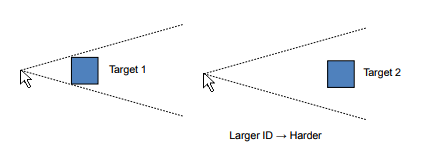 Target 1
Target 2
Larger ID → Harder